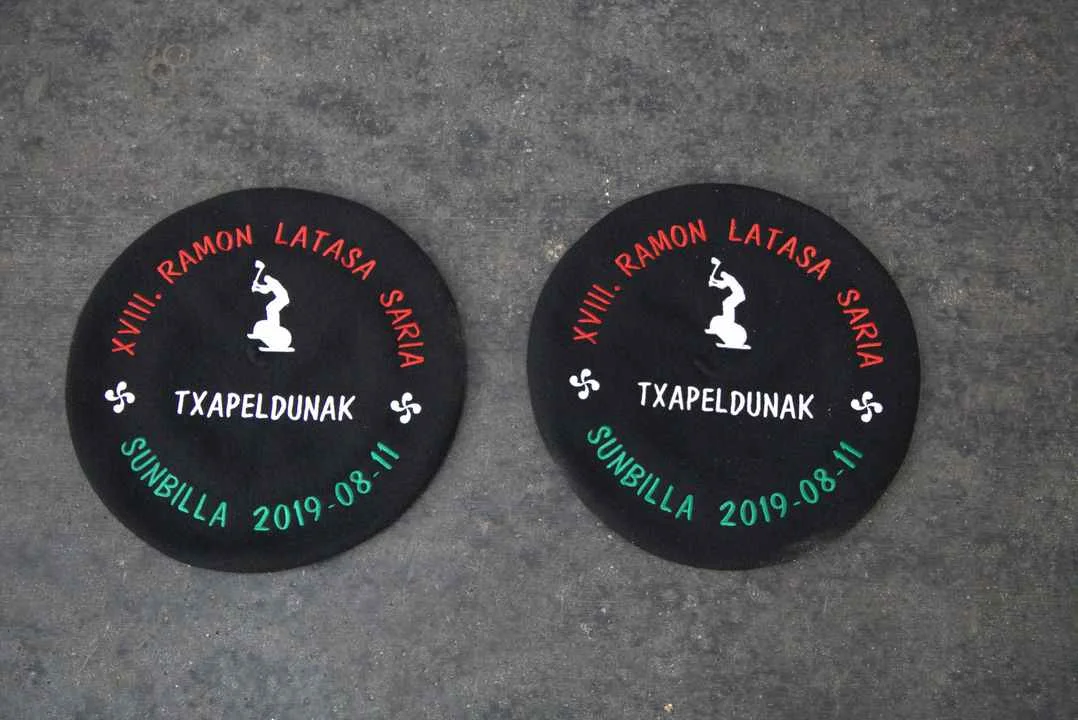 XVIII. RAMON LATASA SARIA
TXAPELDUNAK
SUNBILLA 2019-08-11
XVIII. RAMON LATASA SARIA
TXAPELDUNAK
SUNBILLA 2019-08-11